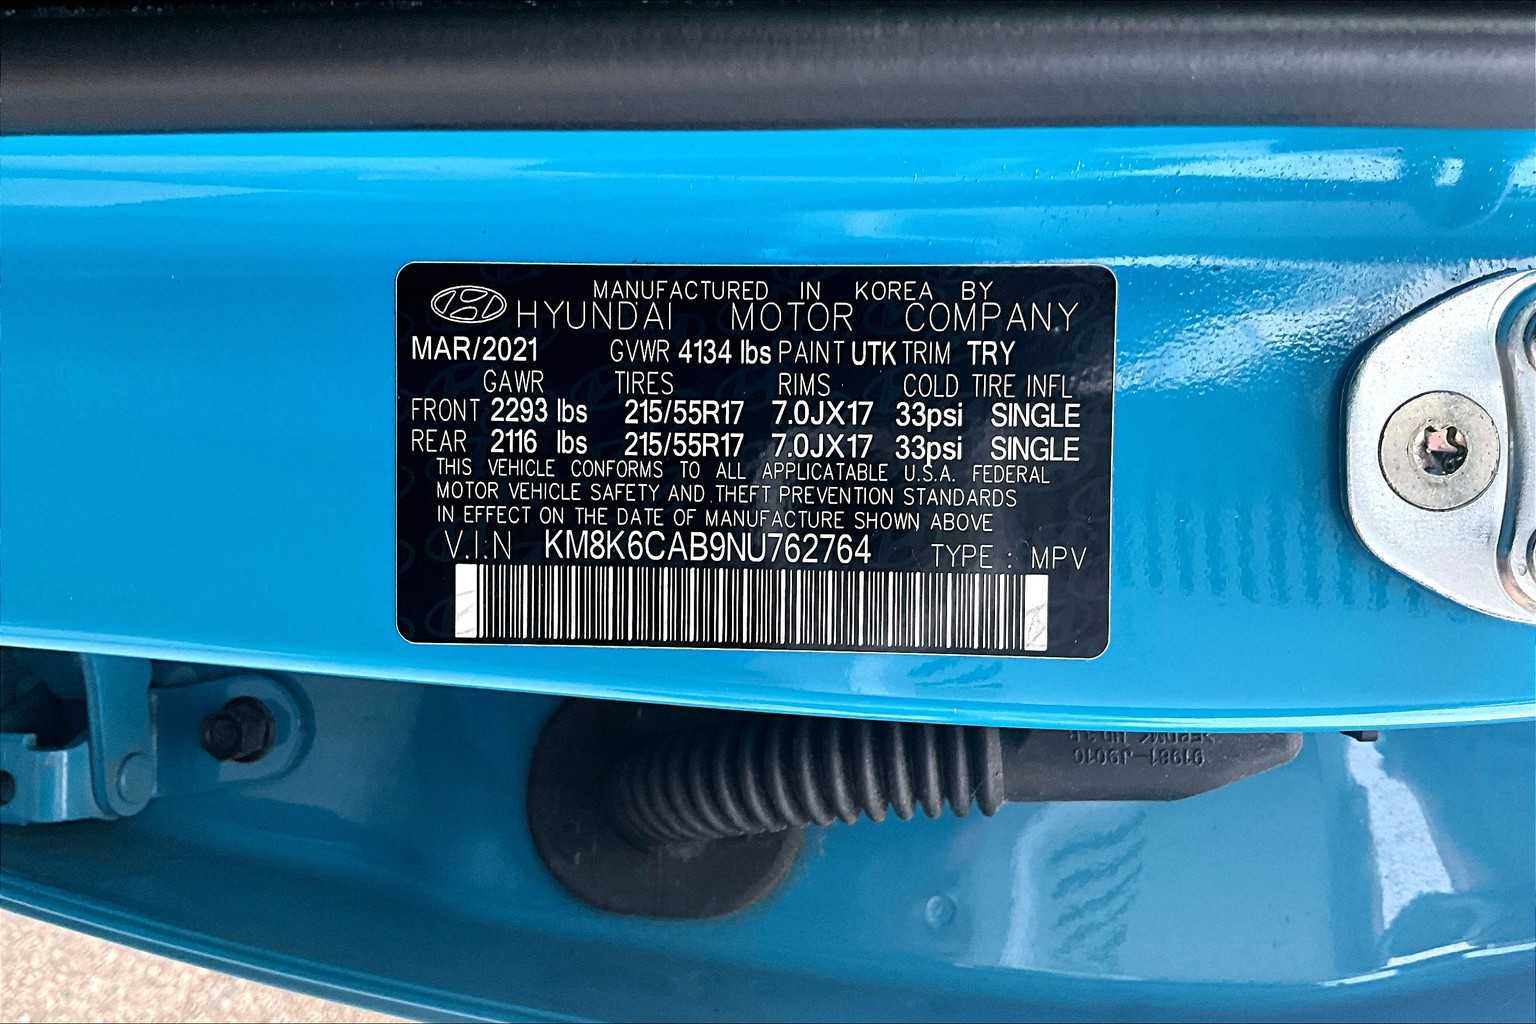 MANUFACTURED IN KOREA BY
HYUNDAI MOTOR COMPANY
MAR/2021 GVWR 4134 lbs PAINT UTK TRIM TRY
GAWR TIRES RIMS COLD TIRE INFL
FRONT 2293 lbs 215/55R17 7.0JX17 33psi SINGLE
REAR 2116 lbs 215/55R17 7.0JX17 33psi SINGLE
THIS VEHICLE CONFORMS TO ALL APPLICATABLE U.S.A. FEDERAL
MOTOR VEHICLE SAFETY AND THEFT PREVENTION STANDARDS
IN EFFECT ON THE DATE OF MANUFACTURE SHOWN ABOVE
V.I.N KM8K6CAB9NU762764 TYPE : MPV
91981-J9010